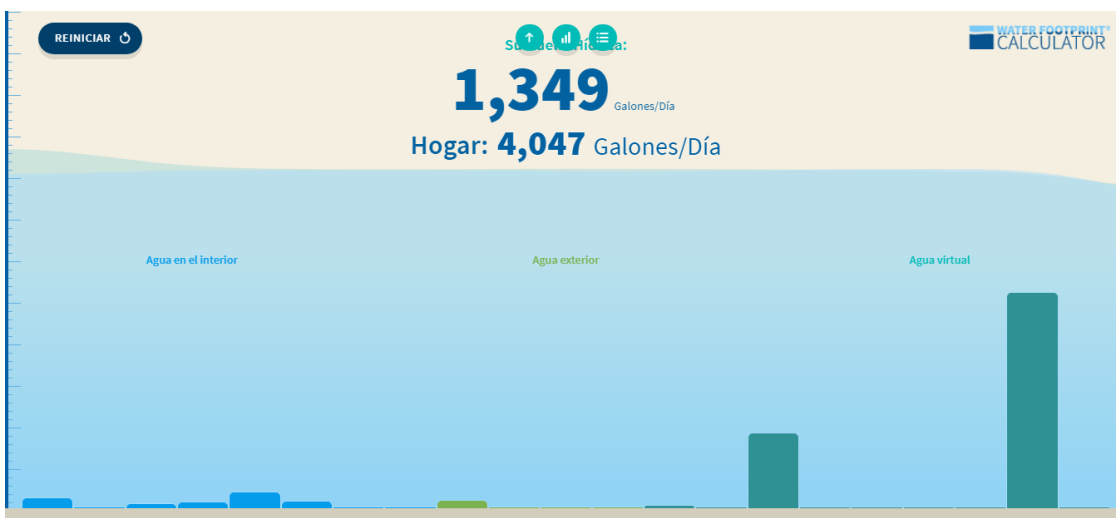 REINICIAR
WATER FOOTPRINT®
CALCULATOR
1,349 Galones/Día
Hogar: 4,047 Galones/Día
Agua en el interior
Agua exterior
Agua virtual